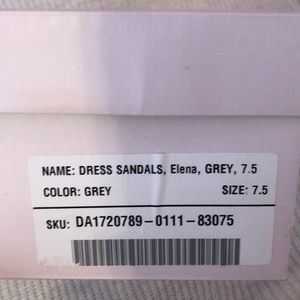 NAME: DRESS SANDALS, Elena, GREY, 7.5
COLOR: GREY SIZE: 7.5
SKU: DA1720789-0111-83075